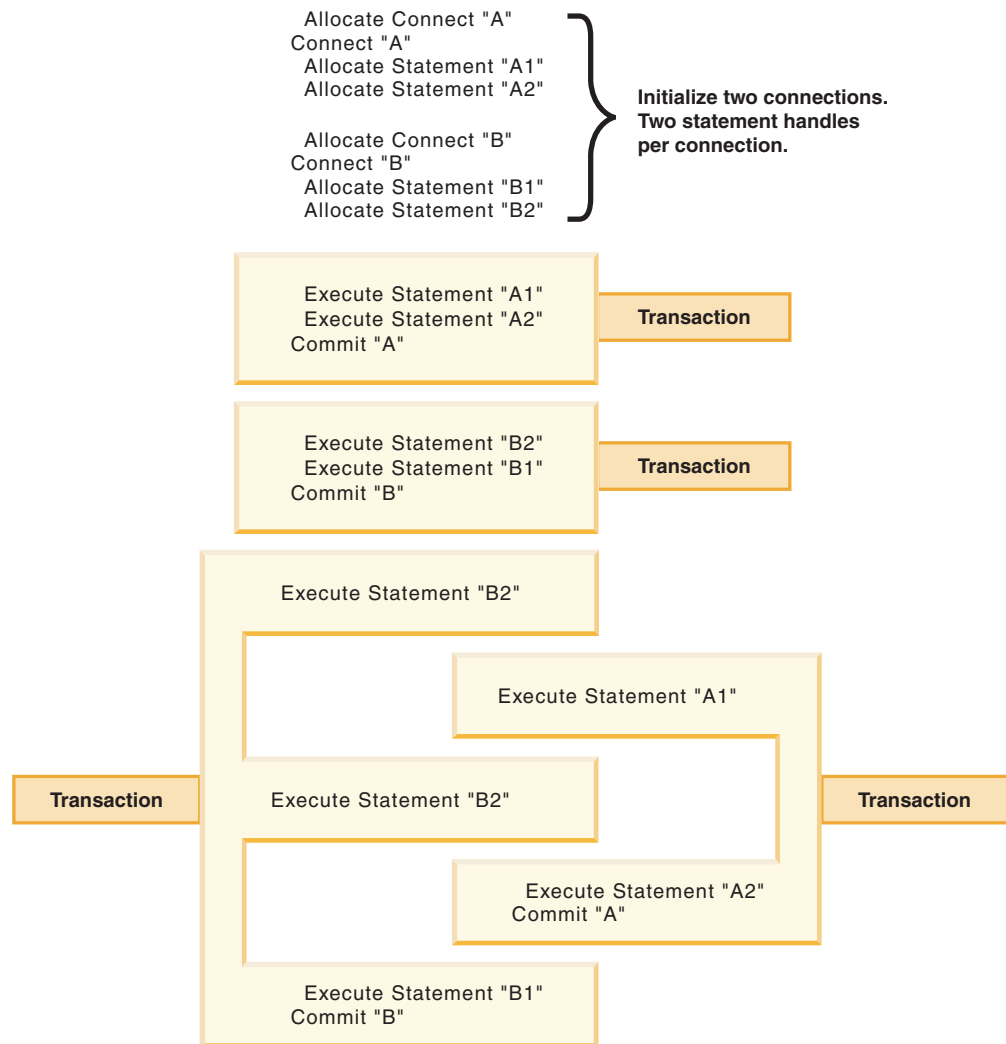 Allocate Connect "A"
Connect "A"
Allocate Statement "A1"
Allocate Statement "A2"
Allocate Connect "B"
Connect "B"
Allocate Statement "B1"
Allocate Statement "B2"
Initialize two connections.
Two statement handles
per connection.
Execute Statement "A1"
Execute Statement "A2"
Commit "A"
Transaction
Execute Statement "B2"
Execute Statement "B1"
Commit "B"
Transaction
Execute Statement "B2"
Execute Statement "A1"
Transaction
Execute Statement "B2"
Transaction
Execute Statement "A2"
Commit "A"
Execute Statement "B1"
Commit "B"